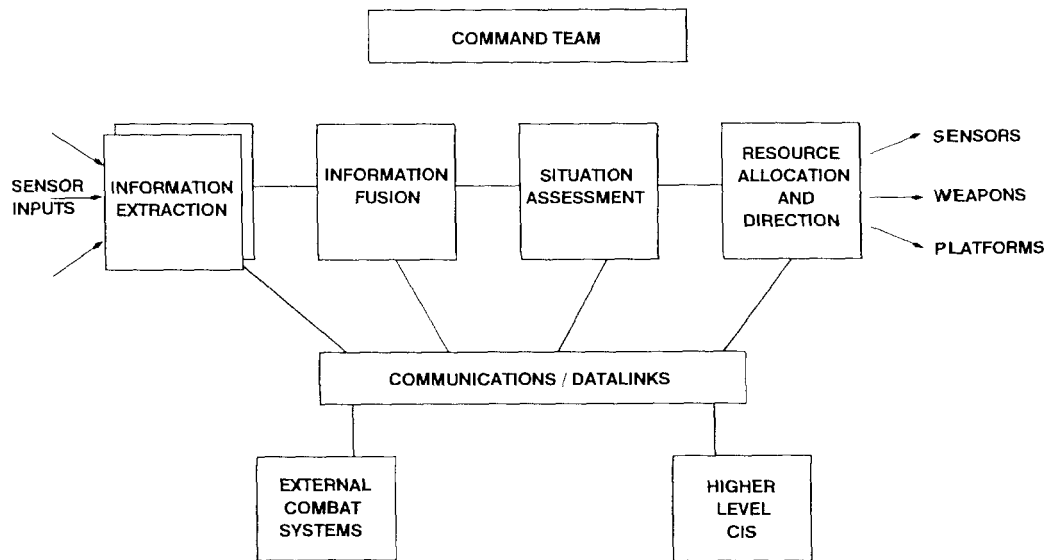 COMMAND TEAM
SENSOR
INPUTS
INFORMATION
EXTRACTION
INFORMATION
FUSION
SITUATION
ASSESSMENT
RESOURCE
ALLOCATION
AND
DIRECTION
SENSORS
WEAPONS
PLATFORMS
COMMUNICATIONS / DATALINKS
EXTERNAL
COMBAT
SYSTEMS
HIGHER
LEVEL
CIS